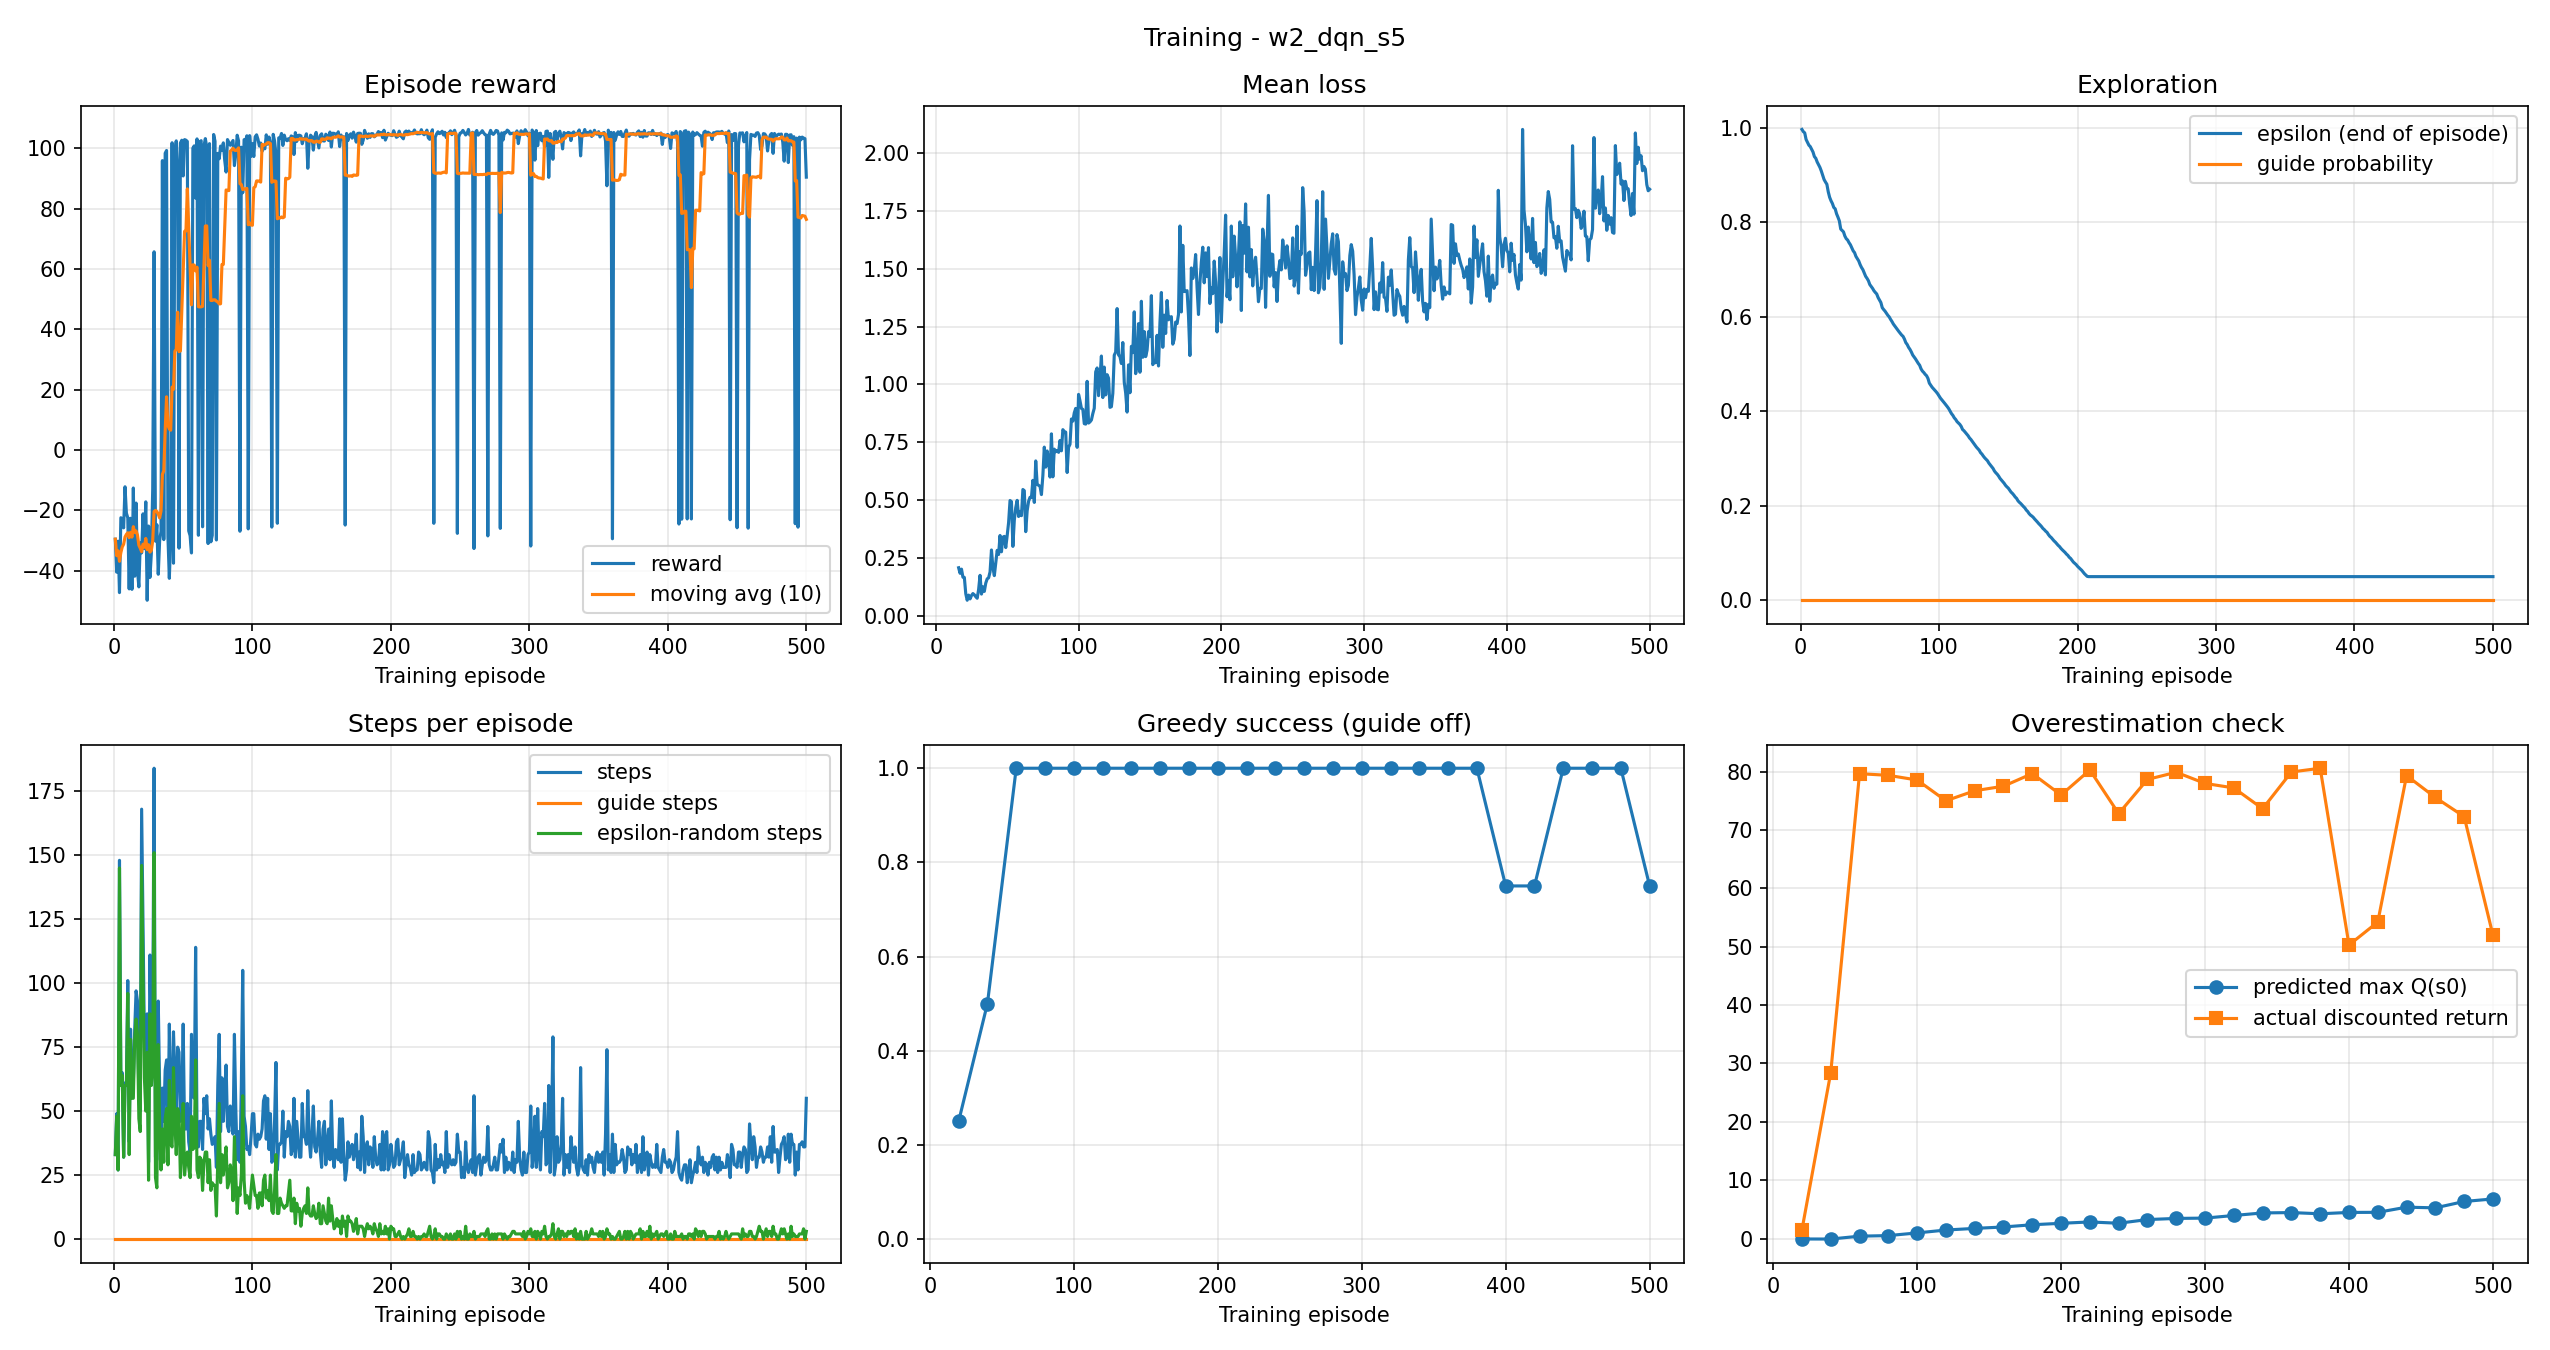 Training - w2_dqn_s5
Episode reward
100
80
60
40
20
0
−20
−40
reward
moving avg (10)
0 100 200 300 400 500
Training episode
Mean loss
2.00
1.75
1.50
1.25
1.00
0.75
0.50
0.25
0.00
0 100 200 300 400 500
Training episode
Exploration
1.0
0.8
0.6
0.4
0.2
0.0
epsilon (end of episode)
guide probability
0 100 200 300 400 500
Training episode
Steps per episode
175
150
125
100
75
50
25
0
steps
guide steps
epsilon-random steps
0 100 200 300 400 500
Training episode
Greedy success (guide off)
1.0
0.8
0.6
0.4
0.2
0.0
0 100 200 300 400 500
Training episode
Overestimation check
80
70
60
50
40
30
20
10
0
predicted max Q(s0)
actual discounted return
0 100 200 300 400 500
Training episode